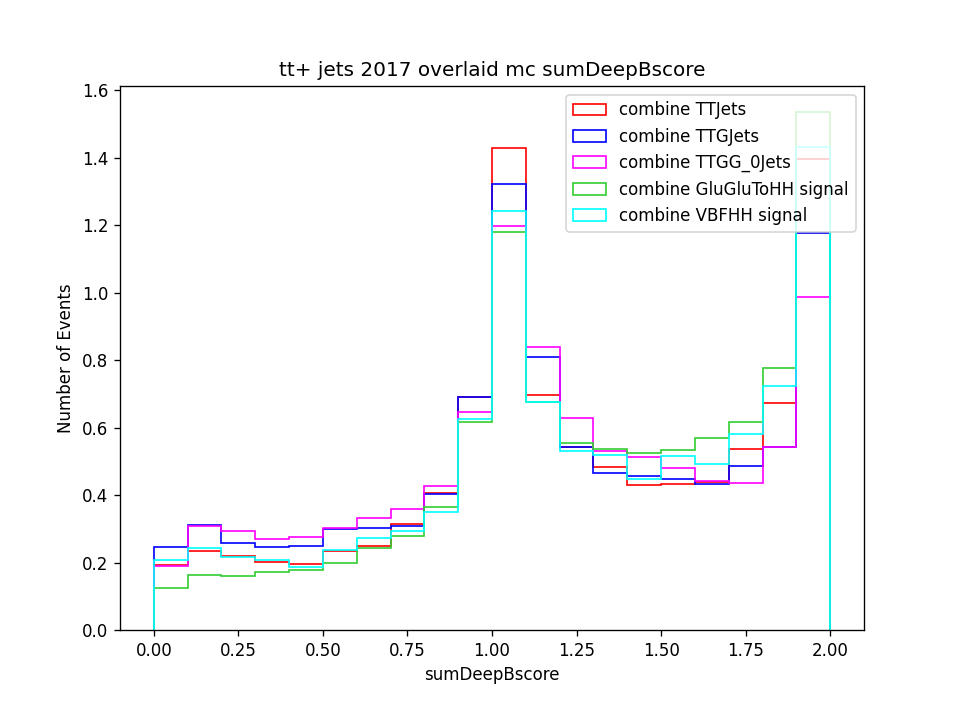 tt+ jets 2017 overlaid mc sumDeepBscore
1.6
1.4
1.2
1.0
0.8
0.6
0.4
0.2
0.0
Number of Events
combine TTJets
combine TTGJets
combine TTGG_0Jets
combine GluGluToHH signal
combine VBFHH signal
0.00 0.25 0.50 0.75 1.00 1.25 1.50 1.75 2.00
sumDeepBscore